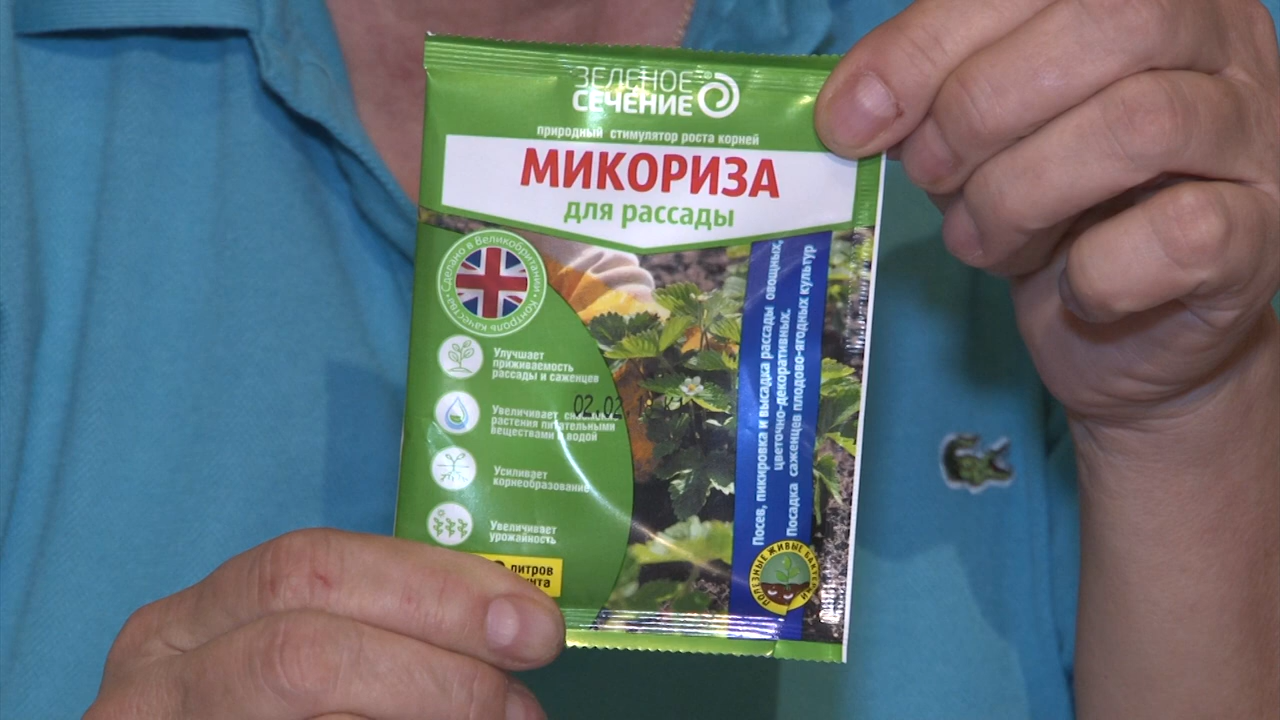 ЗЕЛЕНОЕ
СЕЧЕНИЕ
природный стимулятор роста корней
МИКОРИЗА
для рассады
Сделано в Великобритании • Контроль качества •
Улучшает
приживаемость
рассады и саженцев
Увеличивает
растения питательными
веществами и водой
Усиливает
корнеобразование
Увеличивает
урожайность
литров
02.02.
Посев, пикировка и высадка рассады овощных,
цветочно-декоративных.
Посадка саженцев плодово-ягодных культур
ПОЛЕЗНЫЕ ЖИВЫЕ БАКТЕРИИ